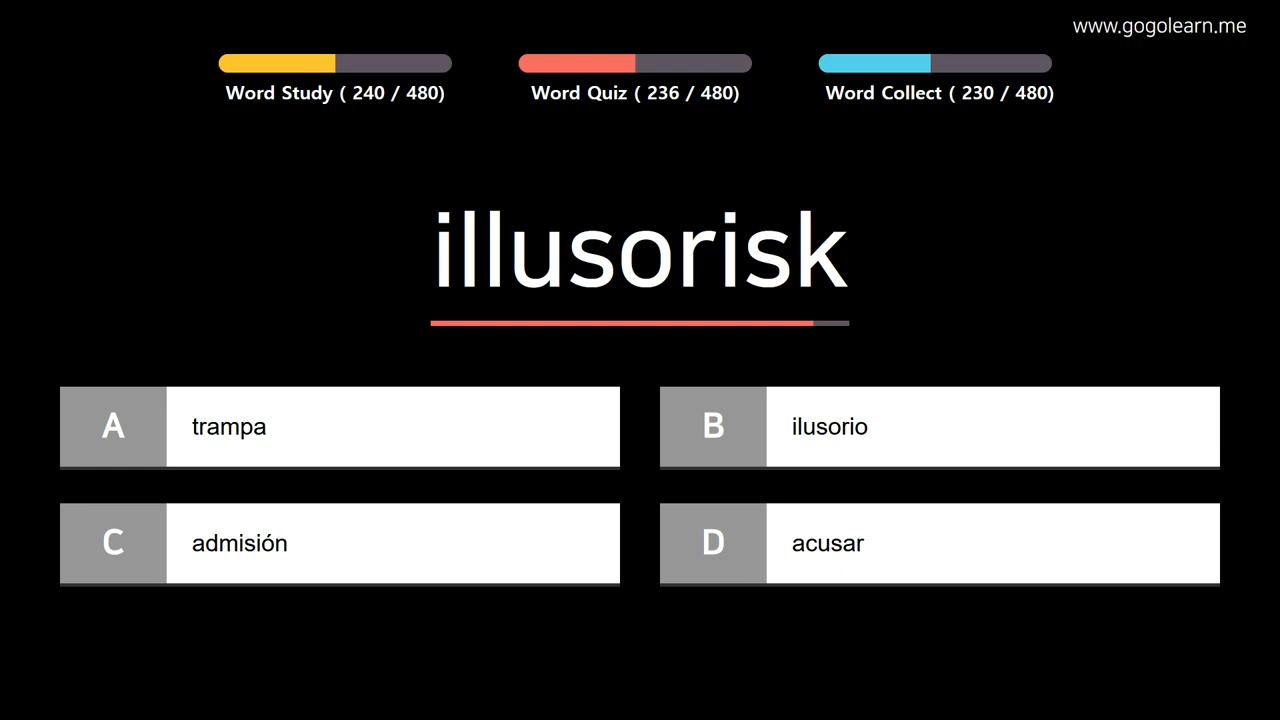 www.gogolearn.me
Word Study ( 240 / 480)
Word Quiz ( 236 / 480)
Word Collect ( 230 / 480)
illusorisk
A
trampa
B
ilusorio
C
admisión
D
acusar